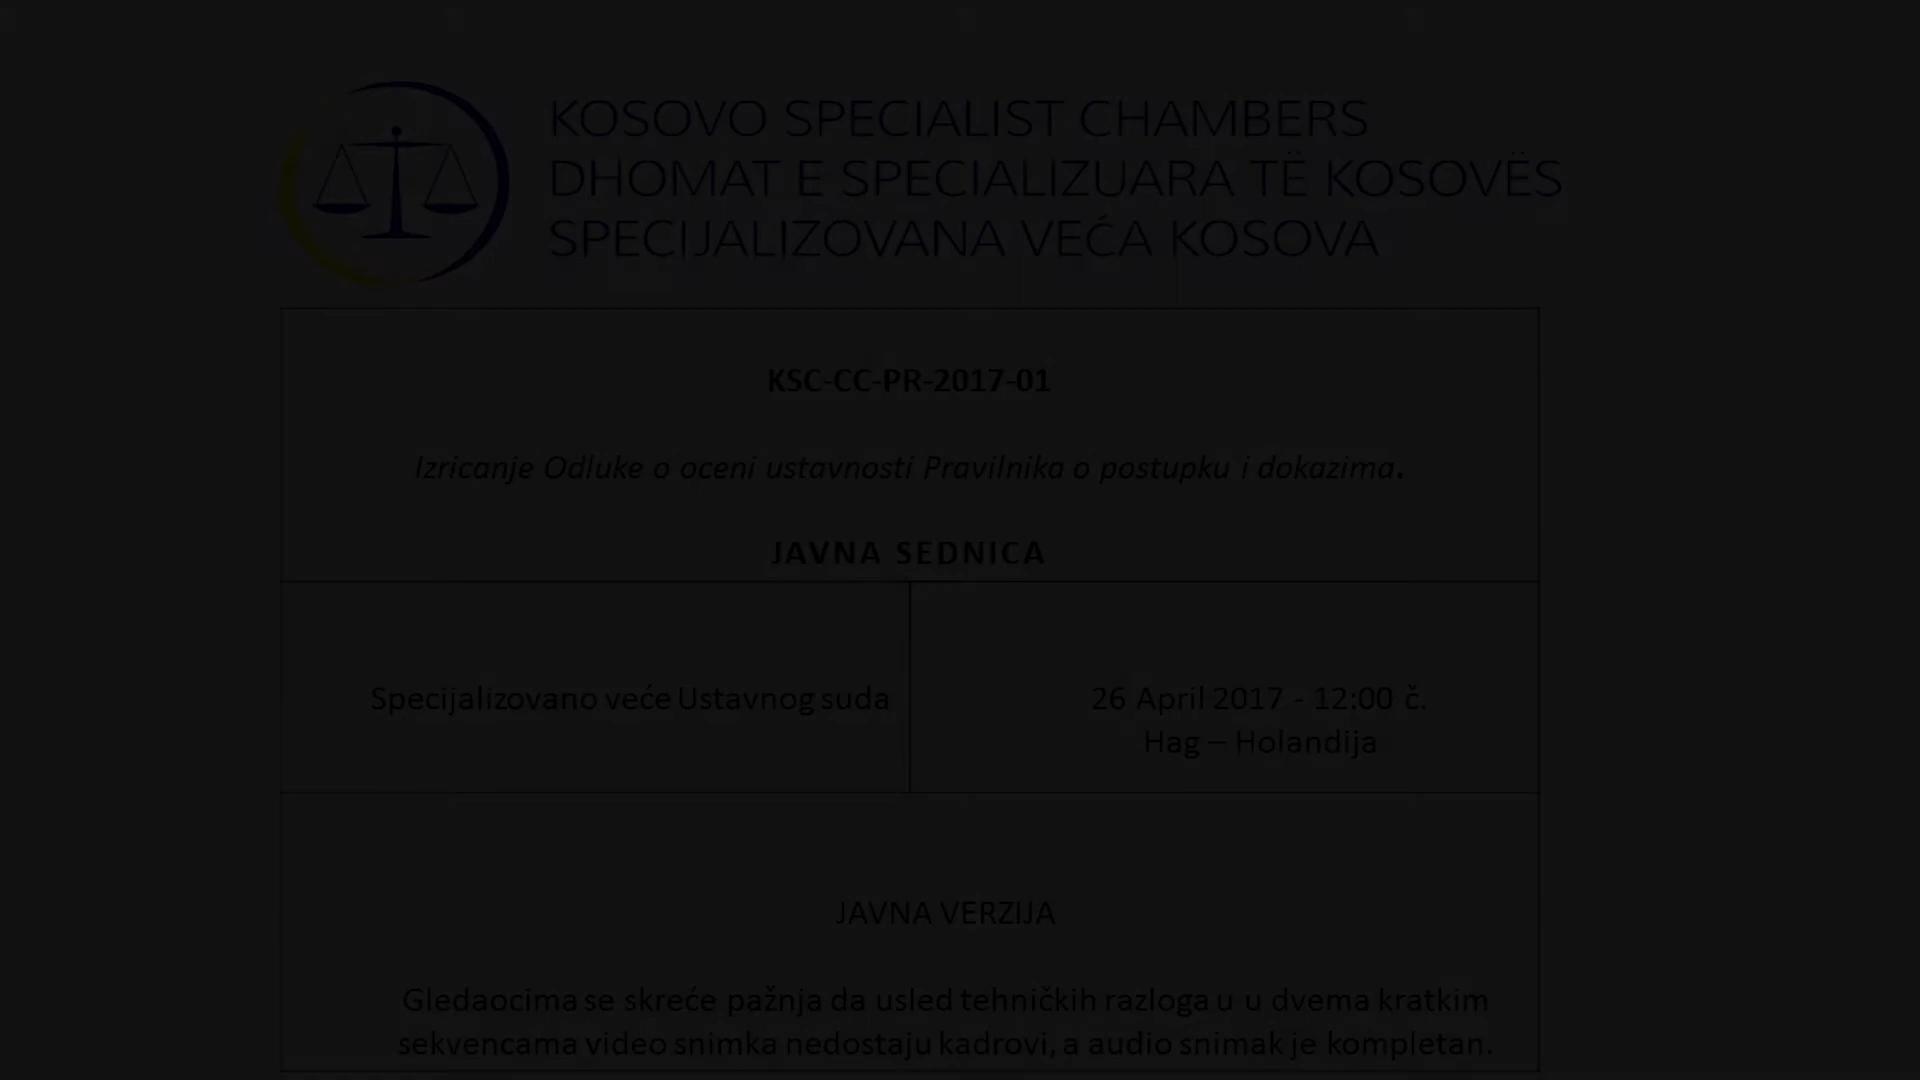 KOSOVO SPECIALIST CHAMBERS
DHOMAT E SPECIALIZUARA TË KOSOVËS
SPECIJALIZOVANA VEĆA KOSOVA
KSC-CC-PR-2017-01
Izricanje Odluke o oceni ustavnosti Pravilnika o postupku i dokazima.
JAVNA SEDNICA
Specijalizovano veće Ustavnog suda
26 April 2017 - 12:00 č.
Hag – Holandija
JAVNA VERZIJA
Gledaocima se skreće pažnja da usled tehničkih razloga u u dvema kratkim
sekvencama video snimka nedostaju kadrovi, a audio snimak je kompletan.